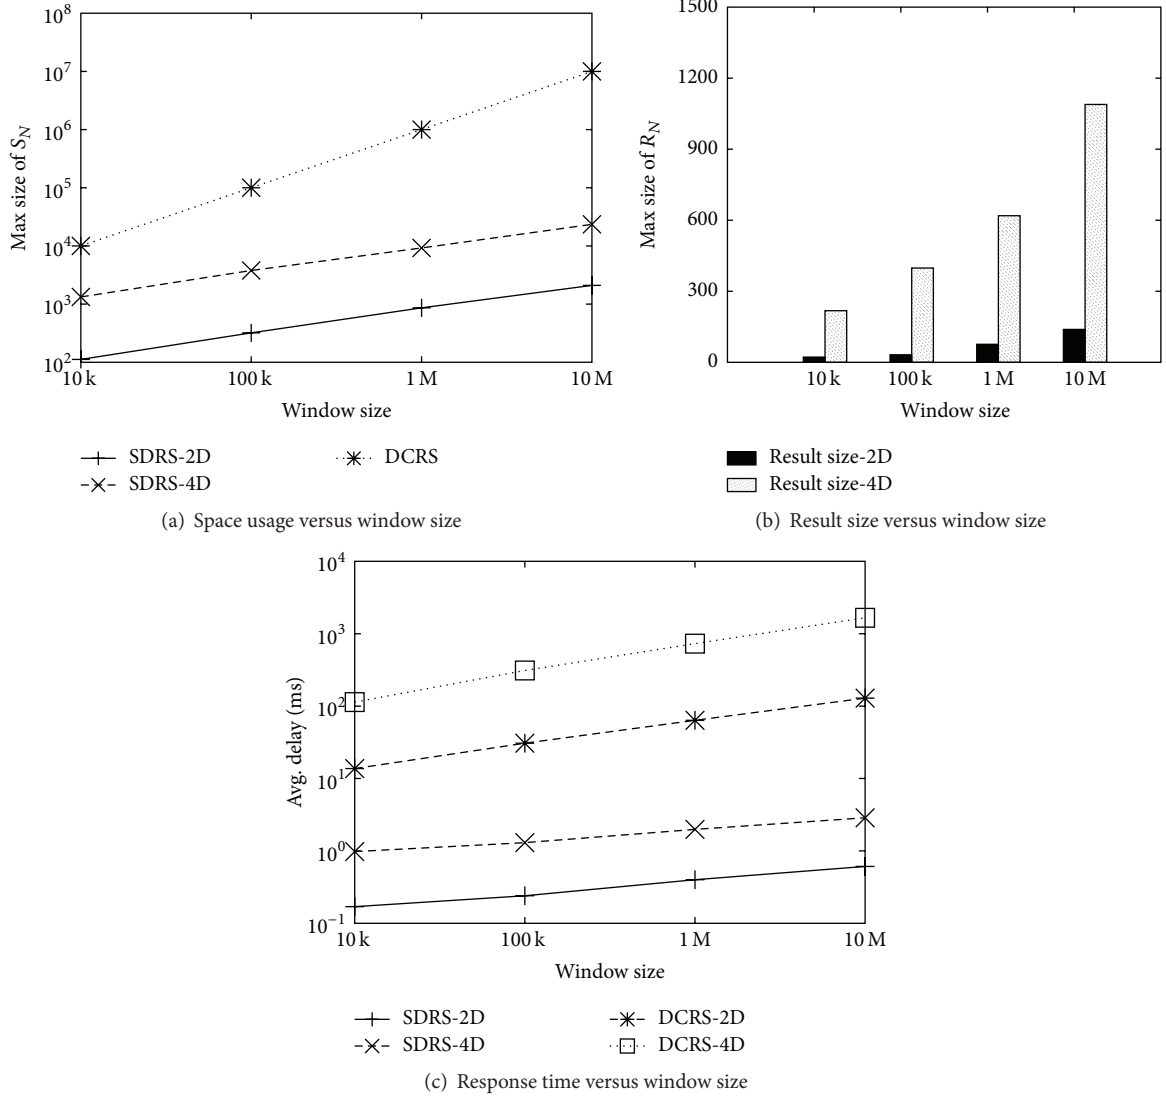 Max size of S_N
10^8
10^7
10^6
10^5
10^4
10^3
10^2
10 k 100 k 1 M 10 M
Window size
SDRS-2D DCRS
SDRS-4D
(a) Space usage versus window size
Max size of R_N
1500
1200
900
600
300
0
10 k 100 k 1 M 10 M
Window size
Result size-2D
Result size-4D
(b) Result size versus window size
Avg. delay (ms)
10^4
10^3
10^2
10^1
10^0
10^−1
10 k 100 k 1 M 10 M
Window size
SDRS-2D DCRS-2D
SDRS-4D DCRS-4D
(c) Response time versus window size